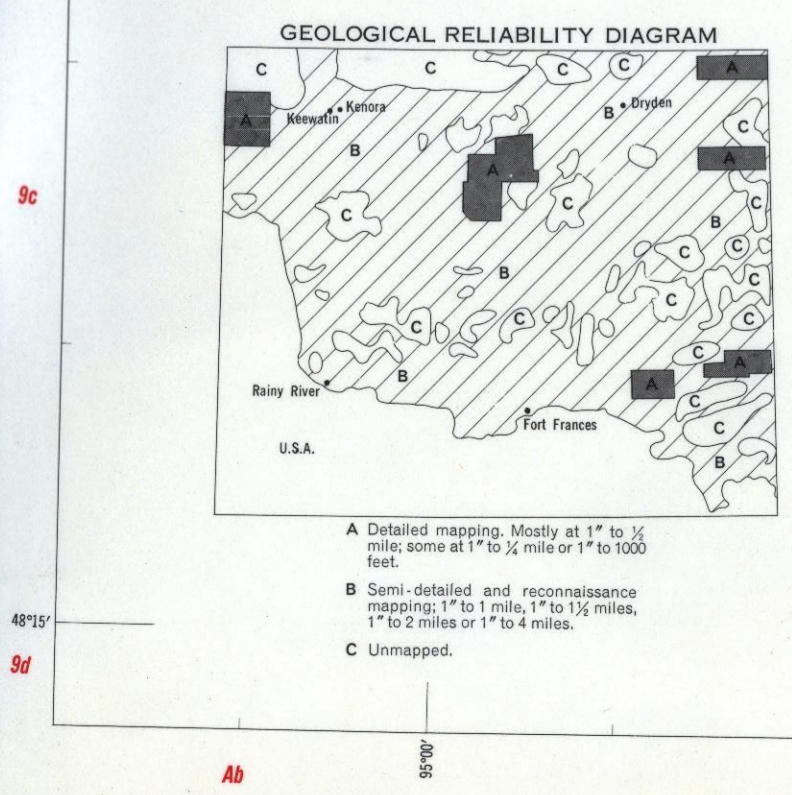 GEOLOGICAL RELIABILITY DIAGRAM
C
C
C
C
A
A
Kenora
Keewatin
B
Dryden
C
B
A
A
9c
C
C
C
B
C
C
B
C
C
C
C
C
C
A
B
A
Rainy River
C
Fort Frances
C
U.S.A.
B
A Detailed mapping. Mostly at 1" to ½
mile; some at 1" to ¼ mile or 1" to 1000
feet.
B Semi-detailed and reconnaissance
mapping; 1" to 1 mile, 1" to 1½ miles,
1" to 2 miles or 1" to 4 miles.
48°15'
C Unmapped.
9d
95°00'
Ab